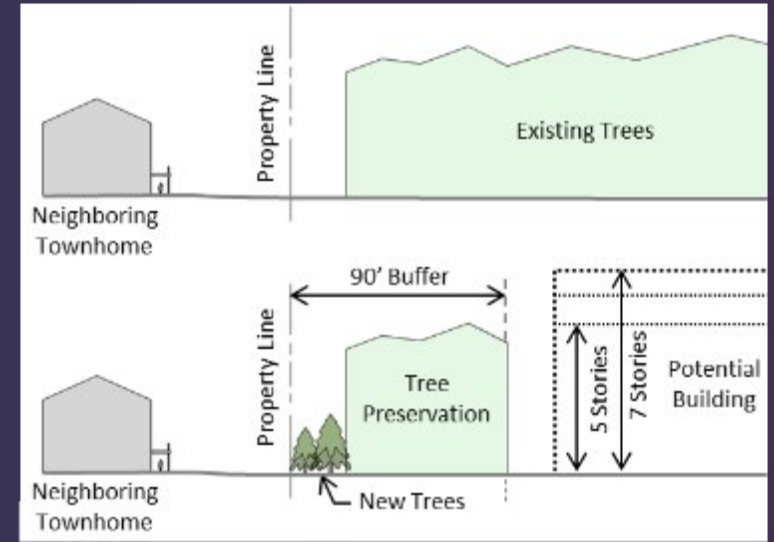 Property Line
Existing Trees
Neighboring
Townhome
90' Buffer
Property Line
Tree
Preservation
5 Stories
7 Stories
Potential
Building
New Trees
Neighboring
Townhome